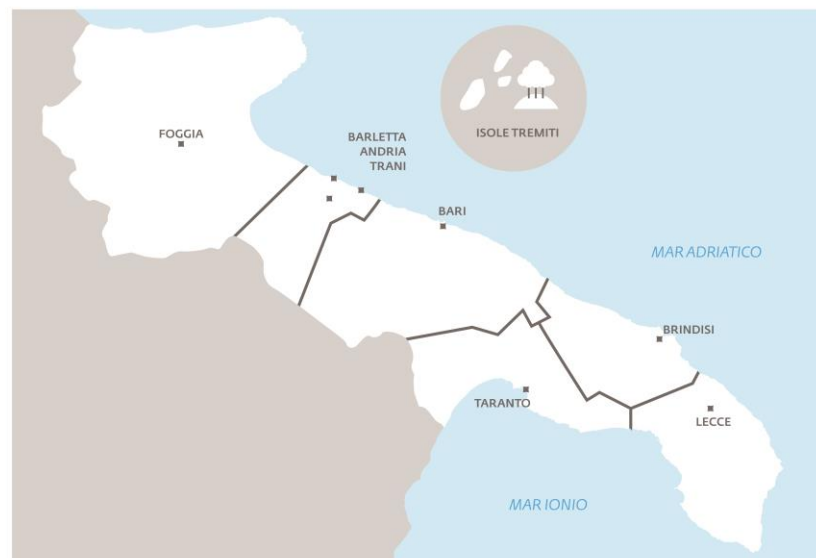 ISOLE TREMITI
FOGGIA
BARLETTA
ANDRIA
TRANI
BARI
MAR ADRIATICO
BRINDISI
TARANTO
LECCE
MAR IONIO